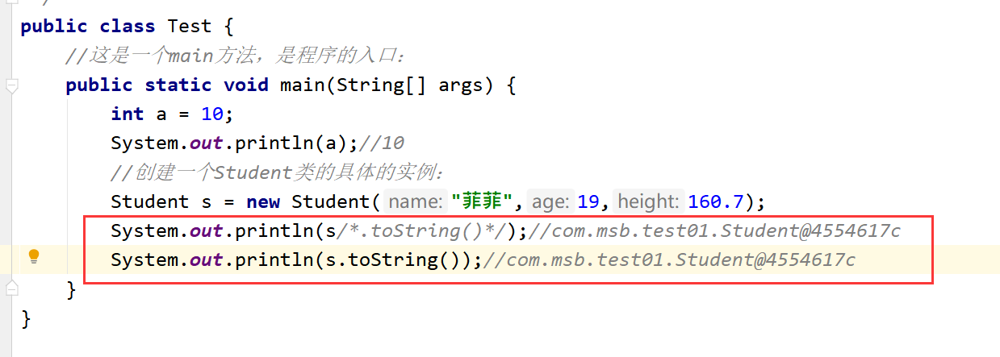 public class Test {
//这是一个main方法，是程序的入口：
public static void main(String[] args) {
int a = 10;
System.out.println(a);//10
//创建一个Student类的具体的实例：
Student s = new Student( name: "菲菲", age: 19, height: 160.7);
System.out.println(s/*.toString()*/);//com.msb.test01.Student@4554617c
System.out.println(s.toString());//com.msb.test01.Student@4554617c
}
}